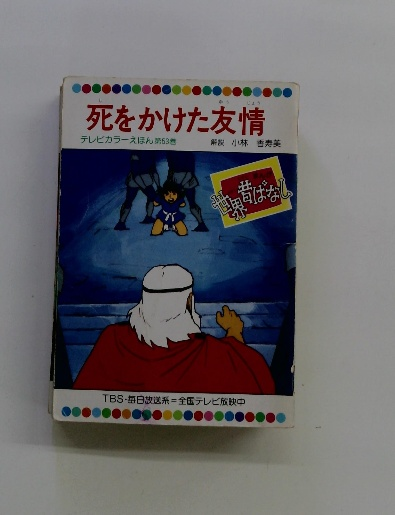 死をかけた友情
テレビカラーえほん 第53巻
解説 小林 香寿美
世界昔ばなし
TBS・毎日放送系=全国テレビ放映中